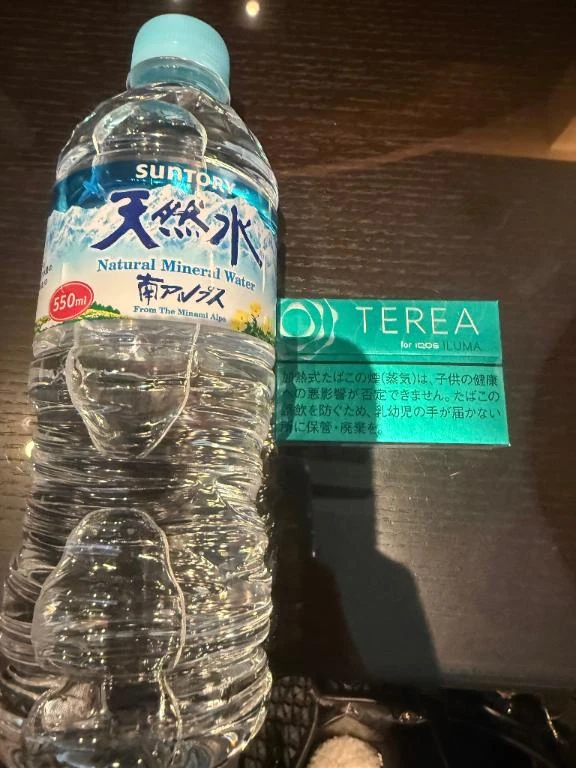 SUNTORY
天然水
Natural Mineral Water
南アルプス
From The Minami Alps
550ml
TEREA
for IQOS ILUMA
加熱式たばこの煙(蒸気)は、子供の健康
への悪影響が否定できません。たばこの
誤飲を防ぐため、乳幼児の手が届かない
所に保管・廃棄を。